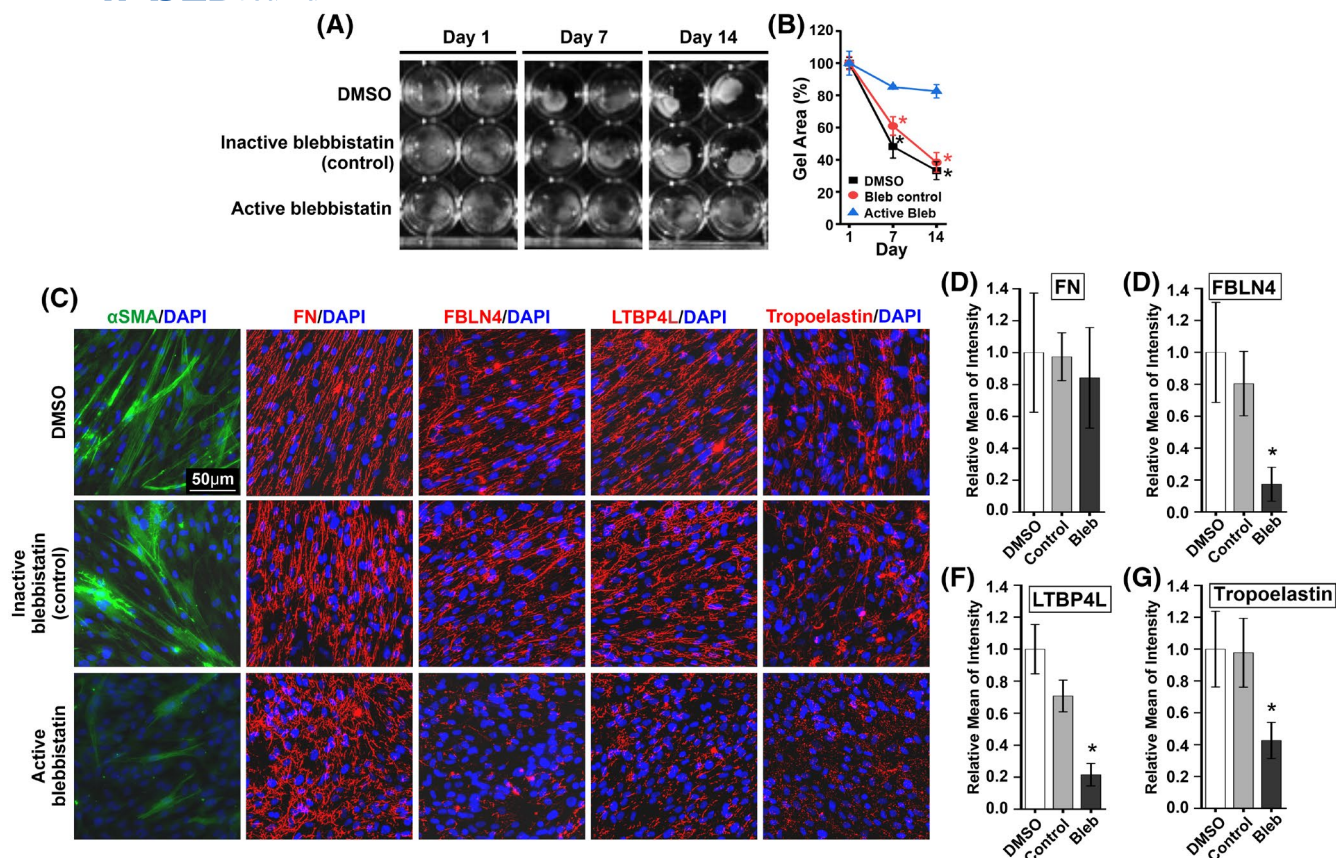 (A)
Day 1
Day 7
Day 14
DMSO
Inactive blebbistatin
(control)
Active blebbistatin
(B)
Gel Area (%)
120
100
80
60
40
20
0
*
*
*
*
DMSO
Bleb control
Active Bleb
1
7
14
Day
(C)
αSMA/DAPI
FN/DAPI
FBLN4/DAPI
LTBP4L/DAPI
Tropoelastin/DAPI
DMSO
50μm
Inactive
blebbistatin
(control)
Active
blebbistatin
(D)
FN
Relative Mean of Intensity
1.4
1.2
1.0
0.8
0.6
0.4
0.2
0.0
DMSO
Control
Bleb
(D)
FBLN4
Relative Mean of Intensity
1.4
1.2
1.0
0.8
0.6
0.4
0.2
0.0
*
DMSO
Control
Bleb
(F)
LTBP4L
Relative Mean of Intensity
1.4
1.2
1.0
0.8
0.6
0.4
0.2
0.0
*
DMSO
Control
Bleb
(G)
Tropoelastin
Relative Mean of Intensity
1.4
1.2
1.0
0.8
0.6
0.4
0.2
0.0
*
DMSO
Control
Bleb